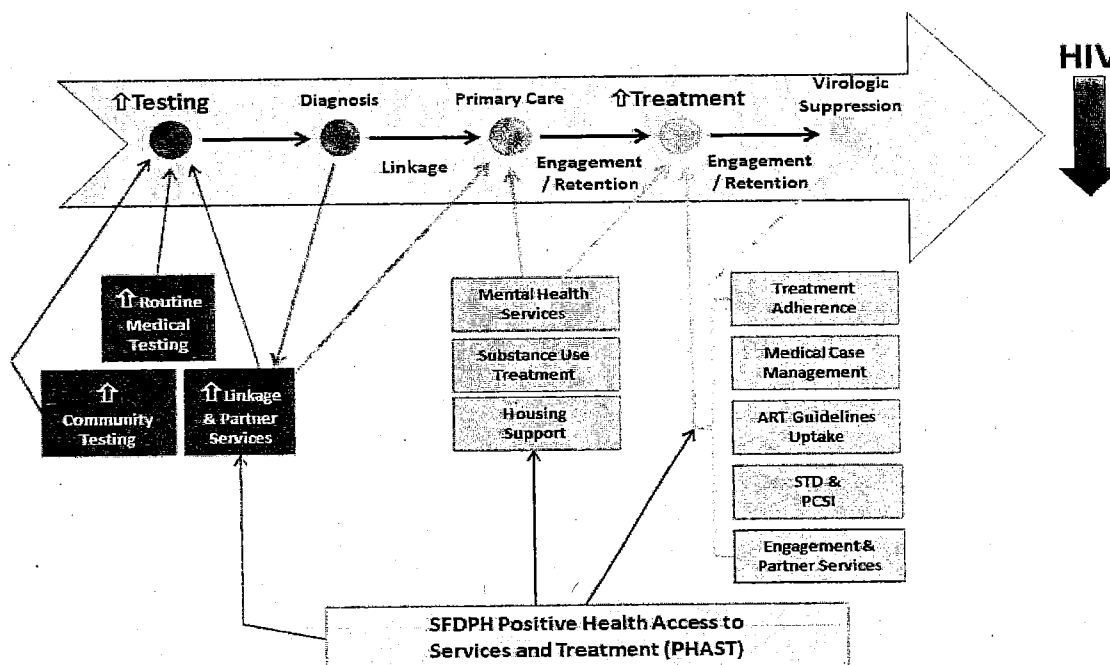 HIV
⇧Testing
Diagnosis
Primary Care
⇧Treatment
Virologic
Suppression
Linkage
Engagement
/ Retention
Engagement
/ Retention
⇧ Routine
Medical
Testing
⇧
Community
Testing
⇧ Linkage
& Partner
Services
Mental Health
Services
Substance Use
Treatment
Housing
Support
Treatment
Adherence
Medical Case
Management
ART Guidelines
Uptake
STD &
PCSI
Engagement &
Partner Services
SFDPH Positive Health Access to
Services and Treatment (PHAST)